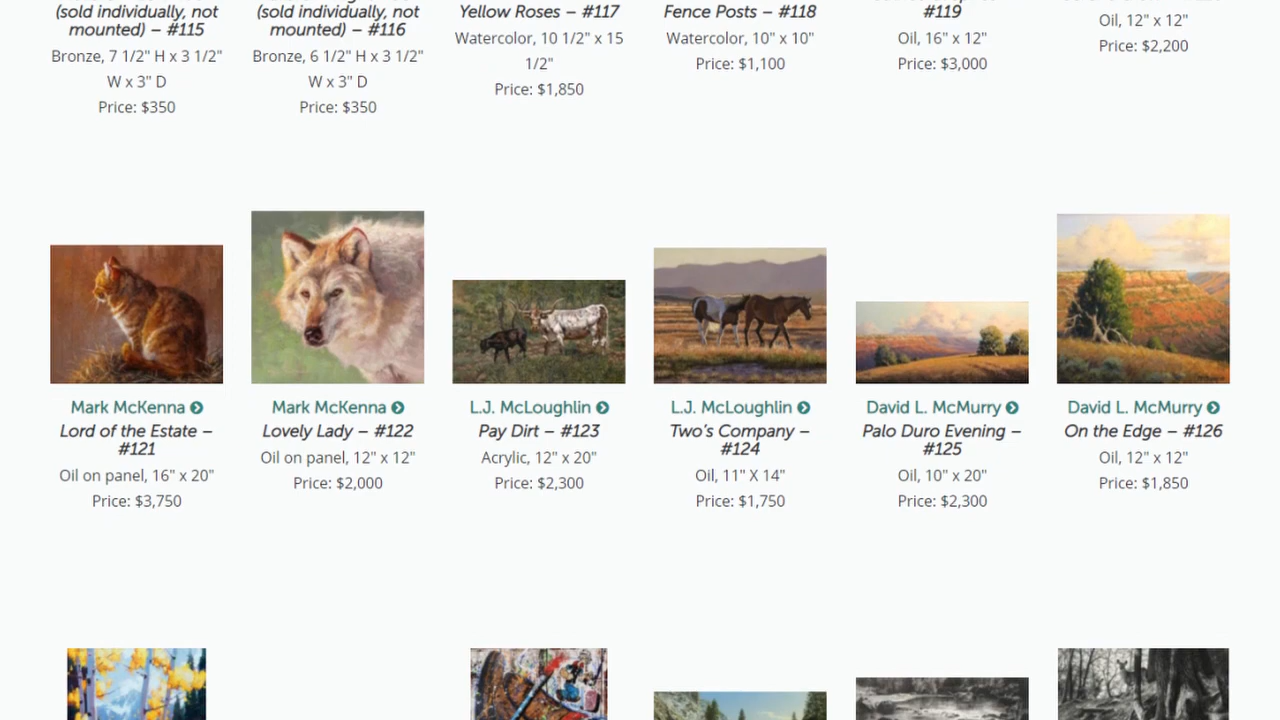 (sold individually, not
mounted) – #115
Bronze, 7 1/2" H x 3 1/2"
W x 3" D
Price: $350
(sold individually, not
mounted) – #116
Bronze, 6 1/2" H x 3 1/2"
W x 3" D
Price: $350
Yellow Roses – #117
Watercolor, 10 1/2" x 15
1/2"
Price: $1,850
Fence Posts – #118
Watercolor, 10" x 10"
Price: $1,100
#119
Oil, 16" x 12"
Price: $3,000
Oil, 12" x 12"
Price: $2,200
Mark McKenna
Lord of the Estate –
#121
Oil on panel, 16" x 20"
Price: $3,750
Mark McKenna
Lovely Lady – #122
Oil on panel, 12" x 12"
Price: $2,000
L.J. McLoughlin
Pay Dirt – #123
Acrylic, 12" x 20"
Price: $2,300
L.J. McLoughlin
Two’s Company –
#124
Oil, 11" X 14"
Price: $1,750
David L. McMurry
Palo Duro Evening –
#125
Oil, 10" x 20"
Price: $2,300
David L. McMurry
On the Edge – #126
Oil, 12" x 12"
Price: $1,850